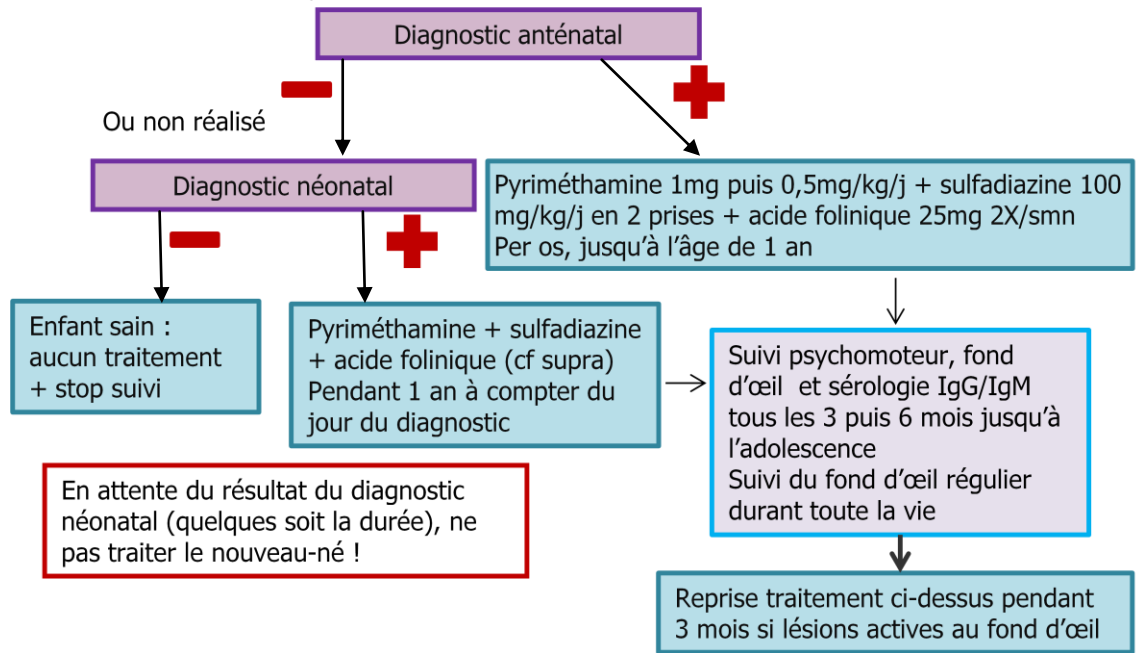 Diagnostic anténatal
Ou non réalisé
Diagnostic néonatal
Pyriméthamine 1mg puis 0,5mg/kg/j + sulfadiazine 100
mg/kg/j en 2 prises + acide folinique 25mg 2X/smn
Per os, jusqu’à l’âge de 1 an
Enfant sain :
aucun traitement
+ stop suivi
Pyriméthamine + sulfadiazine
+ acide folinique (cf supra)
Pendant 1 an à compter du
jour du diagnostic
Suivi psychomoteur, fond
d’œil et sérologie IgG/IgM
tous les 3 puis 6 mois jusqu’à
l’adolescence
Suivi du fond d’œil régulier
durant toute la vie
En attente du résultat du diagnostic
néonatal (quelques soit la durée), ne
pas traiter le nouveau-né !
Reprise traitement ci-dessus pendant
3 mois si lésions actives au fond d’œil